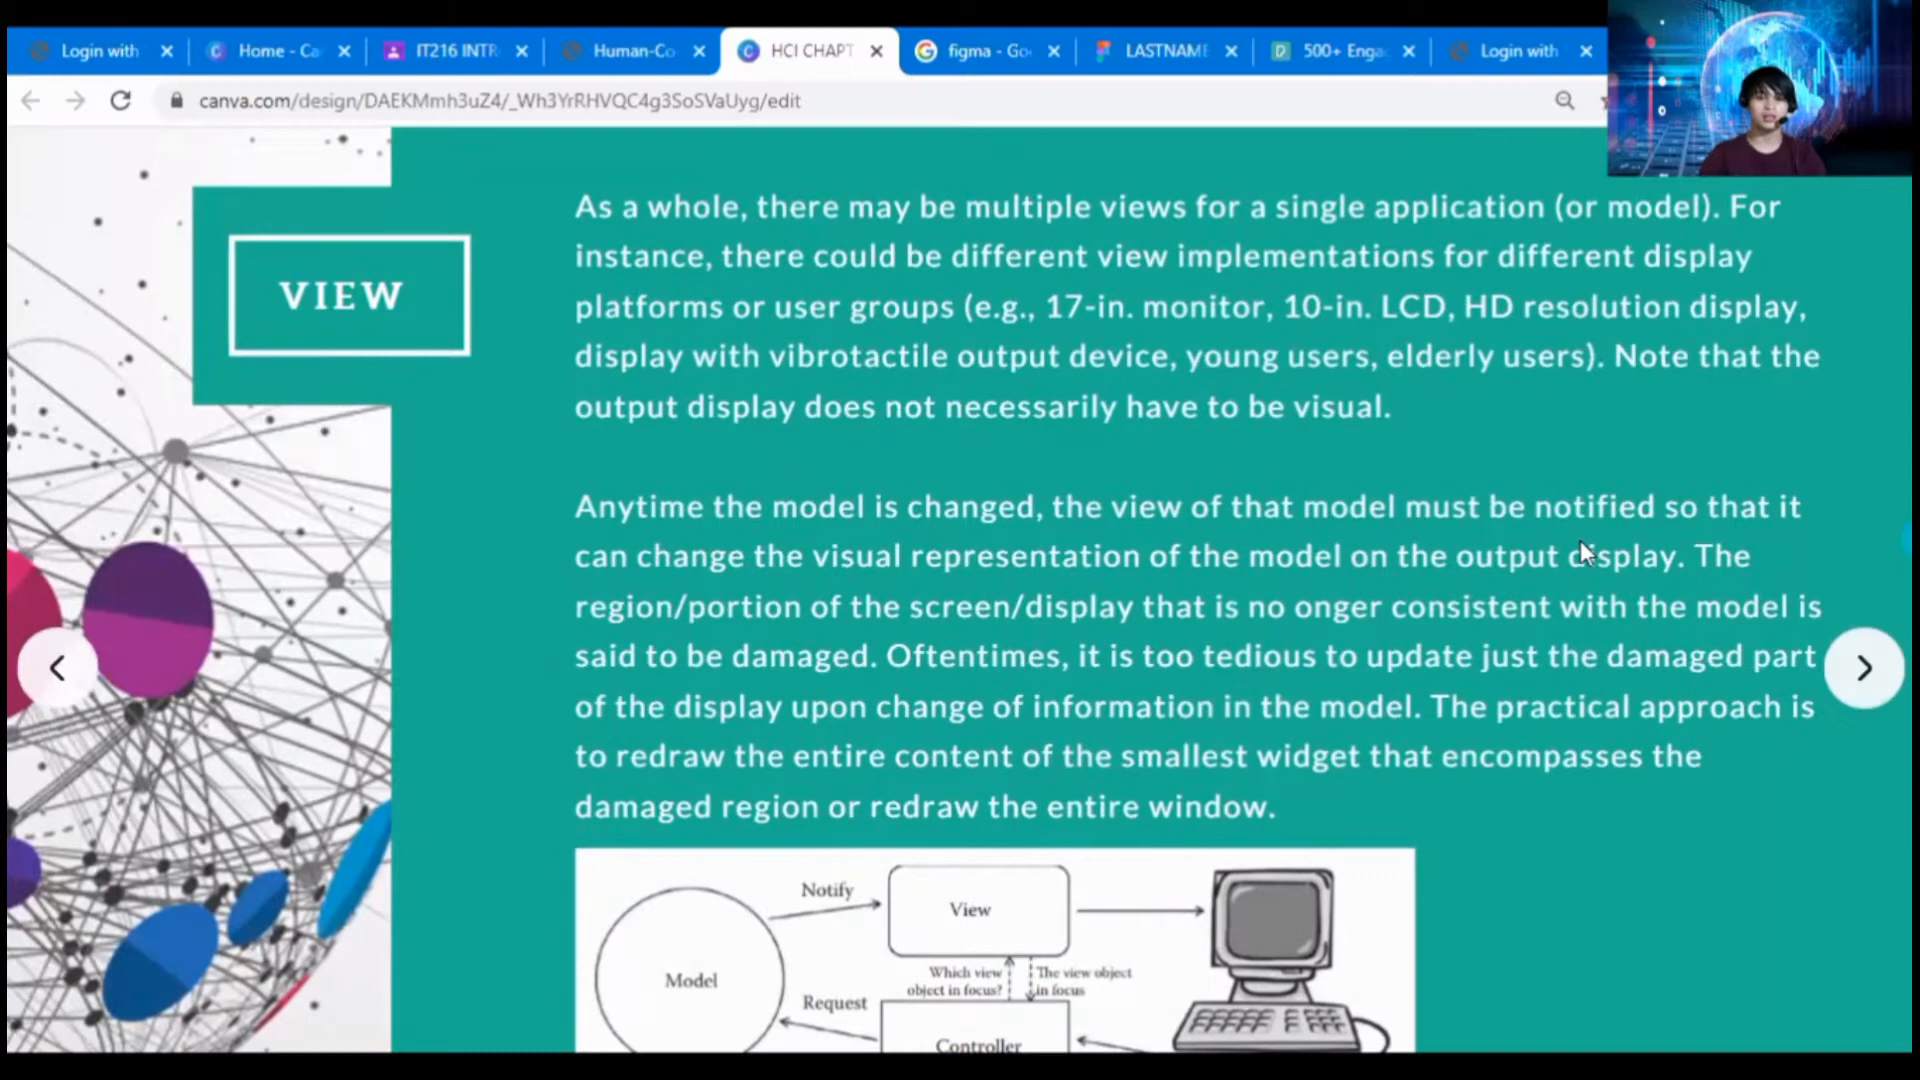 Login with
Home - Ca
IT216 INTR
Human-Co
HCI CHAPT
figma - Go
LASTNAME
500+ Enga
Login with
canva.com/design/DAEKMmh3uZ4/_Wh3YrRHVQC4g3SoSVaUyg/edit
VIEW
As a whole, there may be multiple views for a single application (or model). For
instance, there could be different view implementations for different display
platforms or user groups (e.g., 17-in. monitor, 10-in. LCD, HD resolution display,
display with vibrotactile output device, young users, elderly users). Note that the
output display does not necessarily have to be visual.
Anytime the model is changed, the view of that model must be notified so that it
can change the visual representation of the model on the output display. The
region/portion of the screen/display that is no onger consistent with the model is
said to be damaged. Oftentimes, it is too tedious to update just the damaged part
of the display upon change of information in the model. The practical approach is
to redraw the entire content of the smallest widget that encompasses the
damaged region or redraw the entire window.
Notify
View
Which view
object in focus?
The view object
in focus
Model
Request
Controller